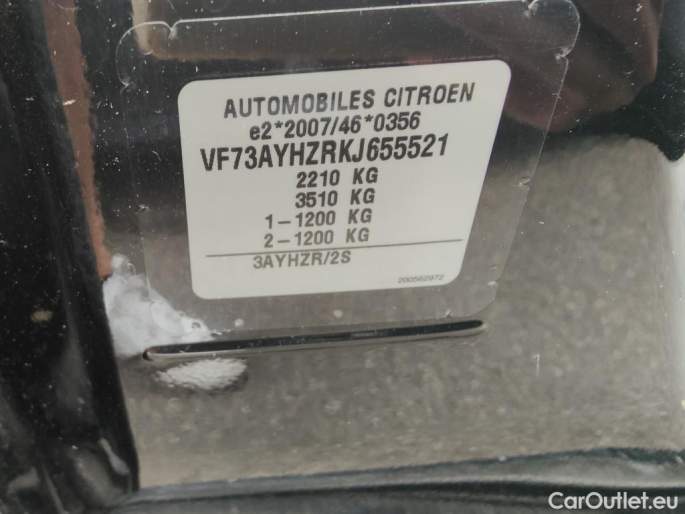 AUTOMOBILES CITROEN
e2*2007/46*0356
VF73AYHZRKJ655521
2210 KG
3510 KG
1-1200 KG
2-1200 KG
3AYHZR/2S
200562972
CarOutlet.eu